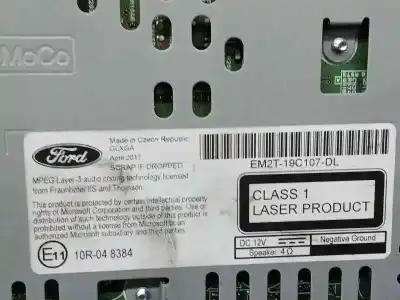 MoCo
Ford
Made in Czech Republic
GLXGA
April 2017
SCRAP IF DROPPED
EM2T-19C107-DL
MPEG Layer-3 audio coding technology licensed
from Fraunhofer IIS and Thomson.
This product is protected by certain intellectual property
rights of Microsoft Corporation and third parties. Use or
distribution of such technology outside of this product is
prohibited without a license from Microsoft or an authorized
Microsoft subsidiary and third parties.
CLASS 1
LASER PRODUCT
DC 12V
Negative Ground
Speaker: 4 Ω
E11
10R-04 8384